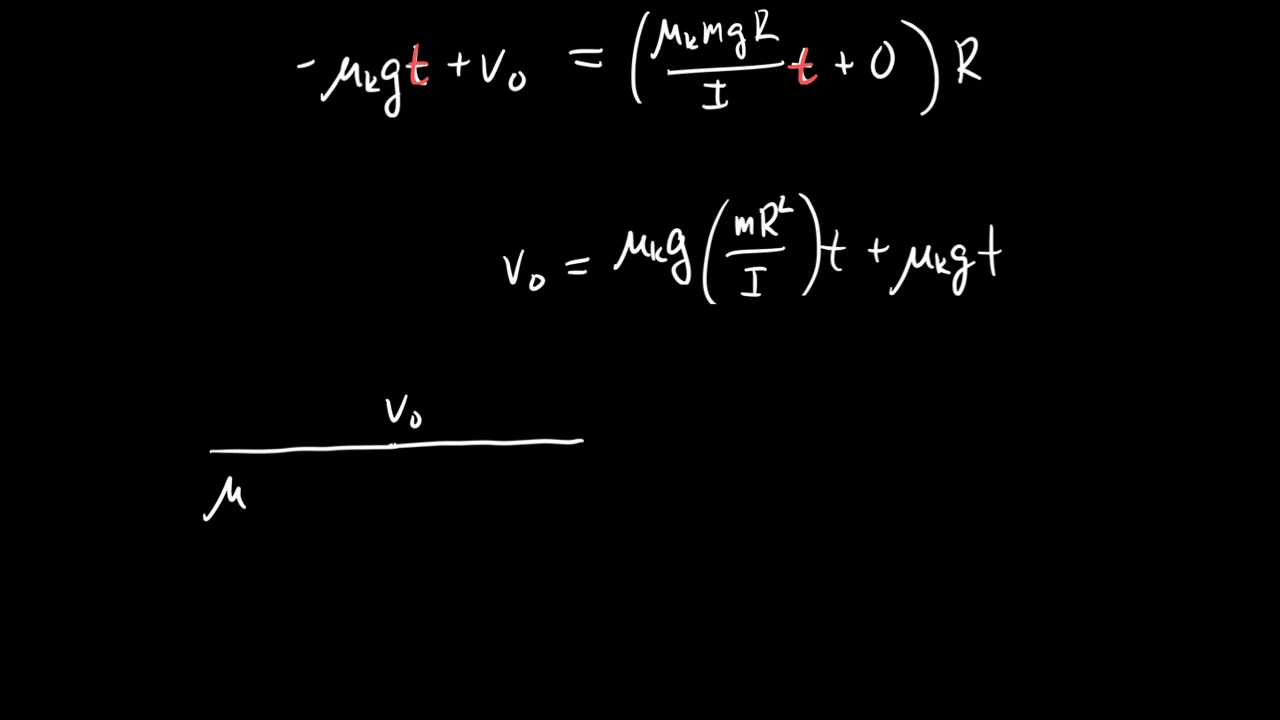 -μₖgt + v₀ = (μₖmgR/I t + 0) R
v₀ = μₖg (mR²/I) t + μₖgt
v₀
μ